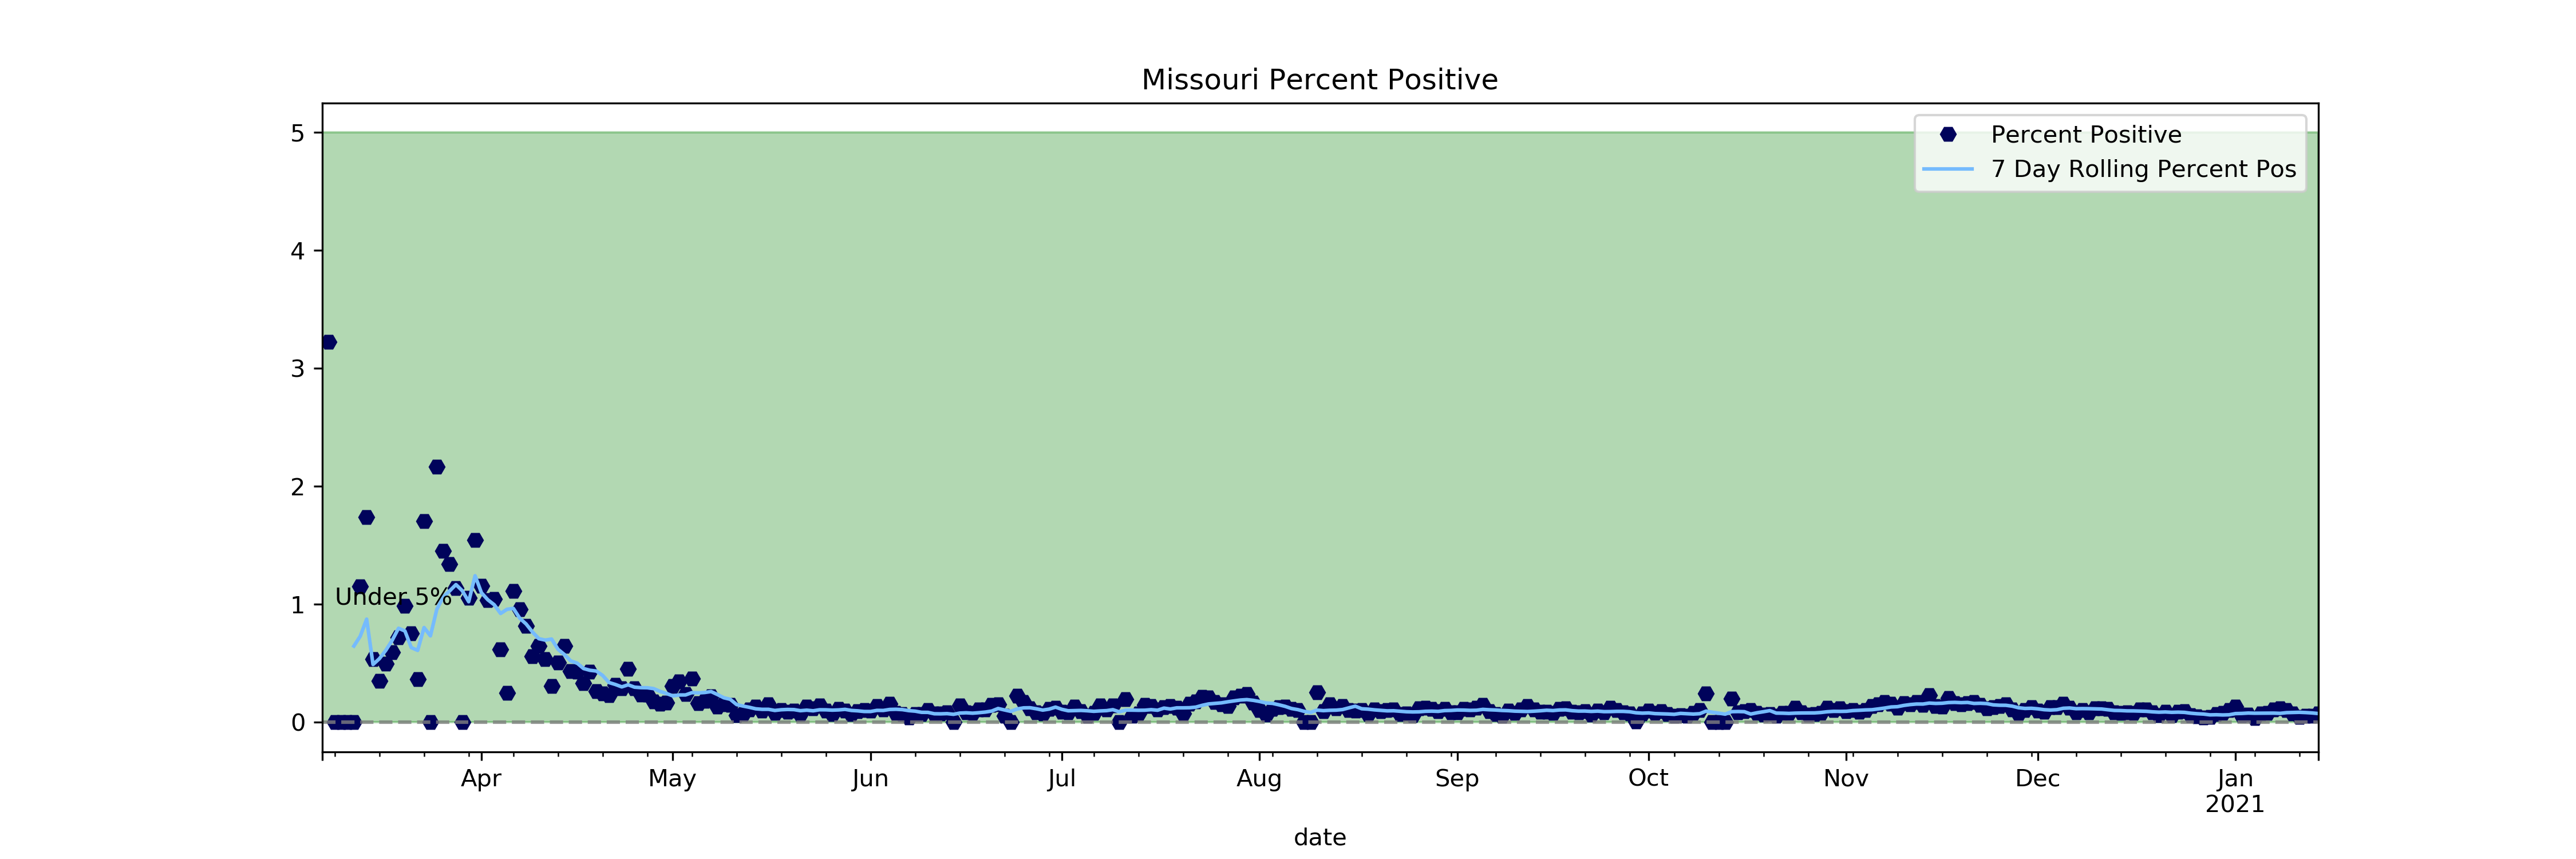 Missouri Percent Positive
Percent Positive
7 Day Rolling Percent Pos
5
4
3
2
1
0
Under 5%
Apr
May
Jun
Jul
Aug
Sep
Oct
Nov
Dec
Jan
2021
date